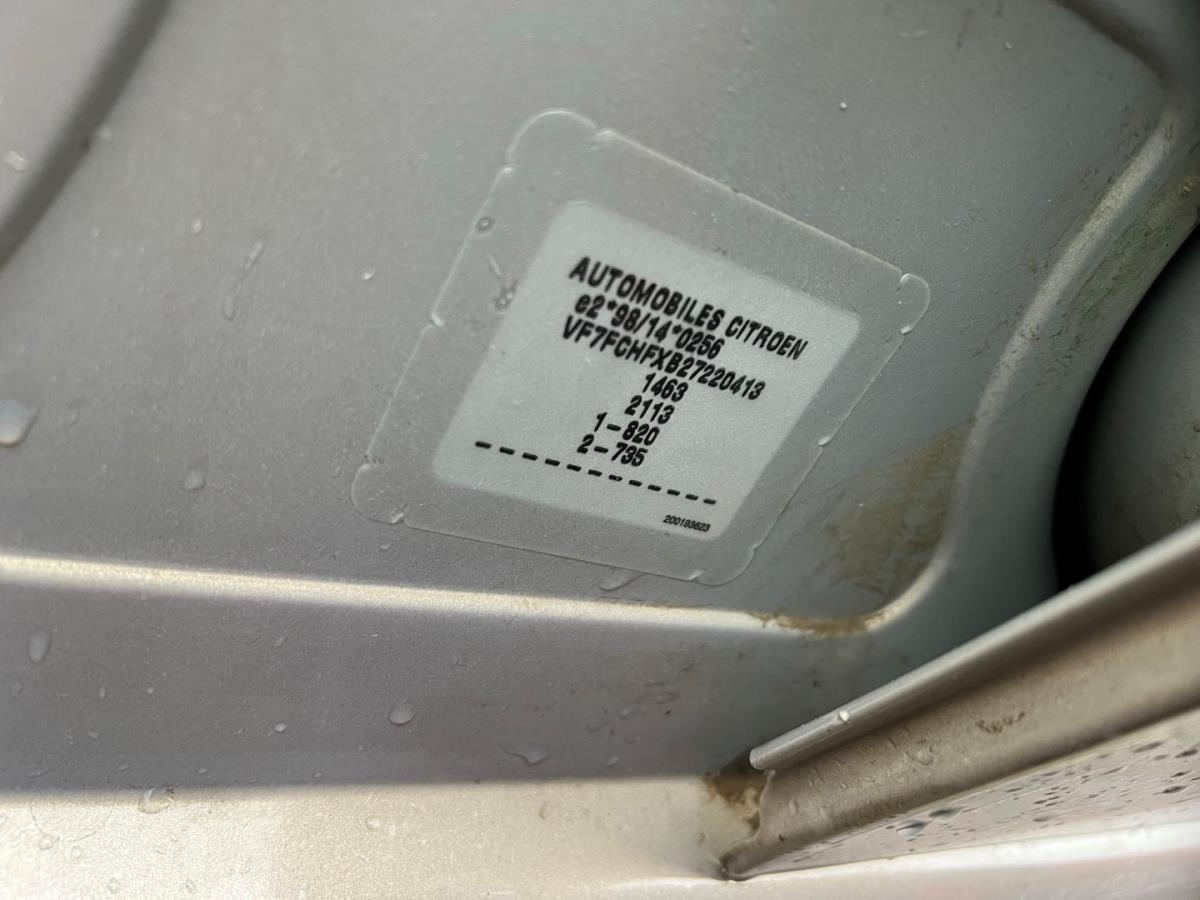 AUTOMOBILES CITROEN
e2*98/14*0256
VF7FCHFXB27220413
1463
2113
1-820
2-735
-----------
200193623